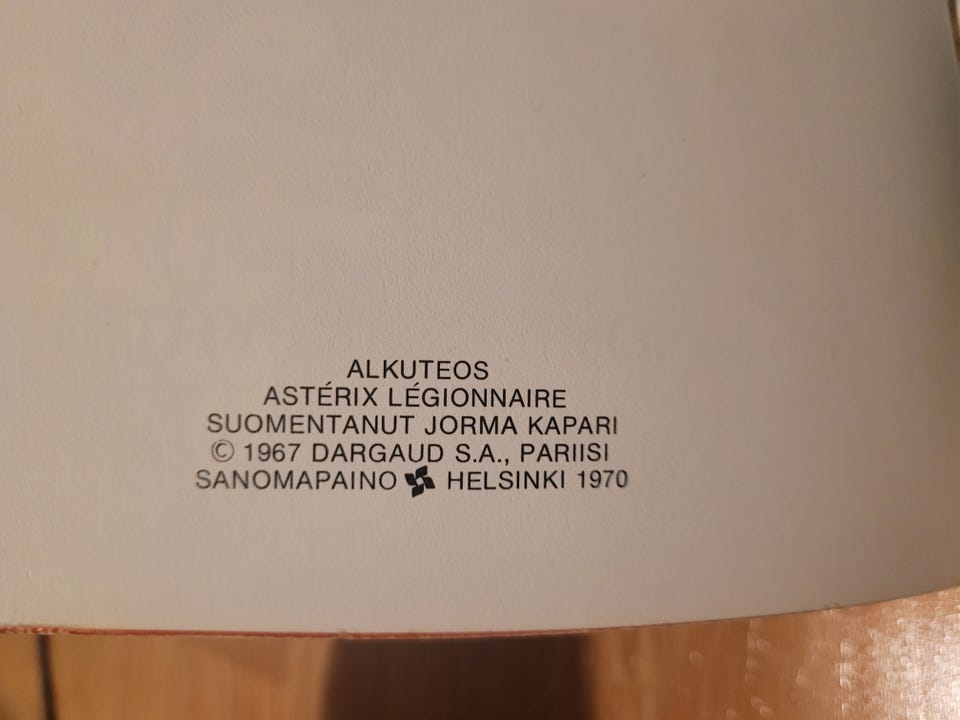 ALKUTEOS
ASTÉRIX LÉGIONNAIRE
SUOMENTANUT JORMA KAPARI
© 1967 DARGAUD S.A., PARIISI
SANOMAPAINO HELSINKI 1970